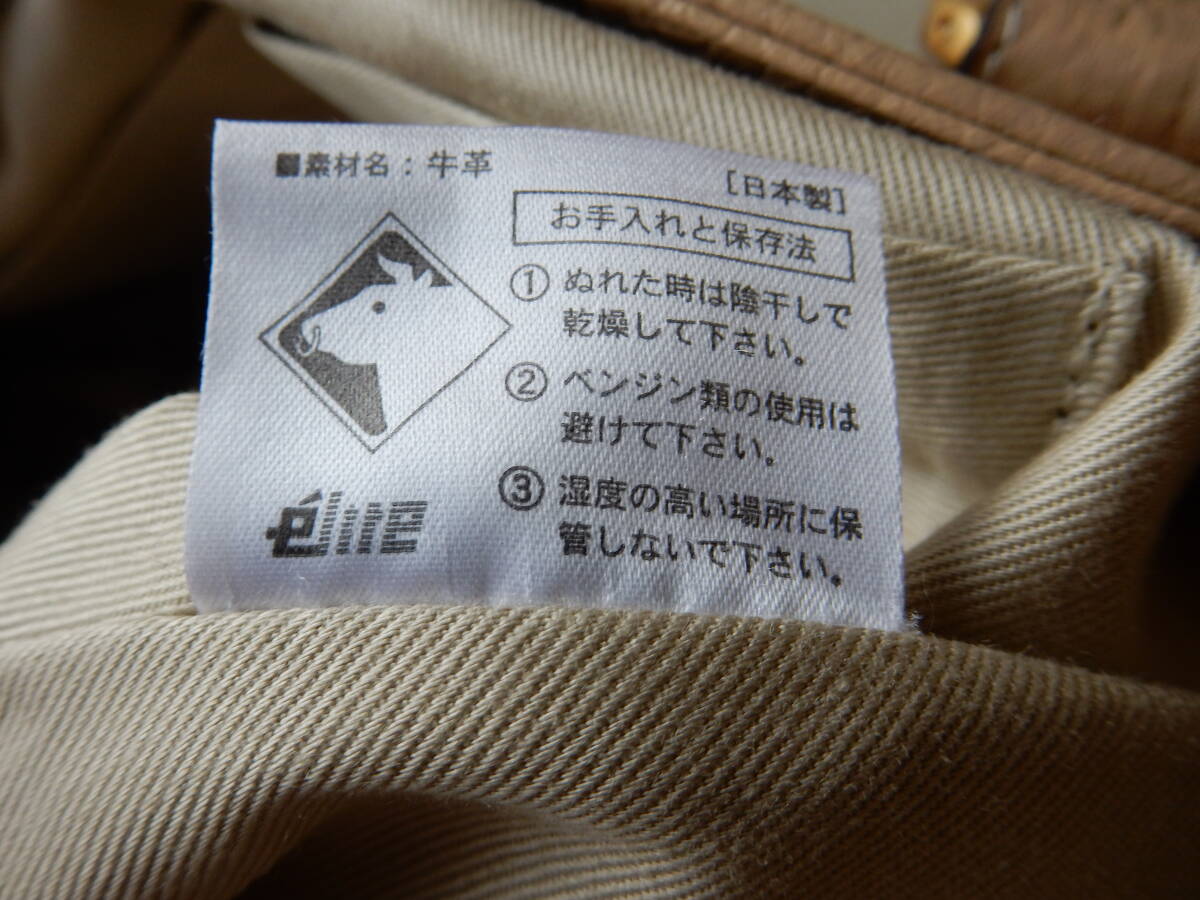 ■素材名：牛革
[日本製]
お手入れと保存法
① ぬれた時は陰干しで
乾燥して下さい。
② ベンジン類の使用は
避けて下さい。
③ 湿度の高い場所に保
管しないで下さい。